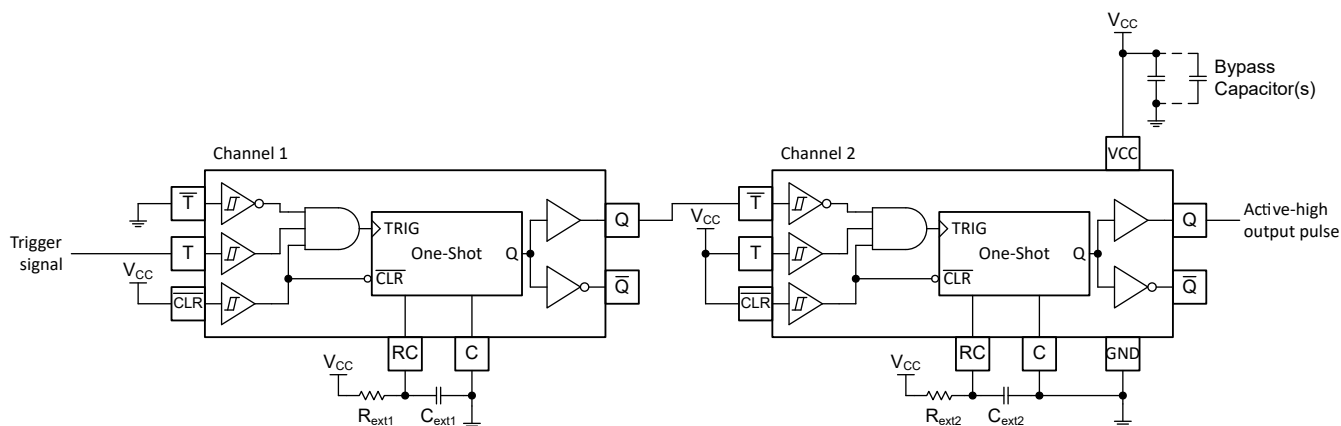 VCC
Bypass
Capacitor(s)
Channel 1
Channel 2
VCC
T
T
CLR
Trigger
signal
VCC
TRIG
One-Shot
Q
CLR
Q
Q
RC
C
VCC
Rext1
Cext1
VCC
T
T
CLR
TRIG
One-Shot
Q
CLR
Q
Q
Active-high
output pulse
RC
C
GND
VCC
Rext2
Cext2